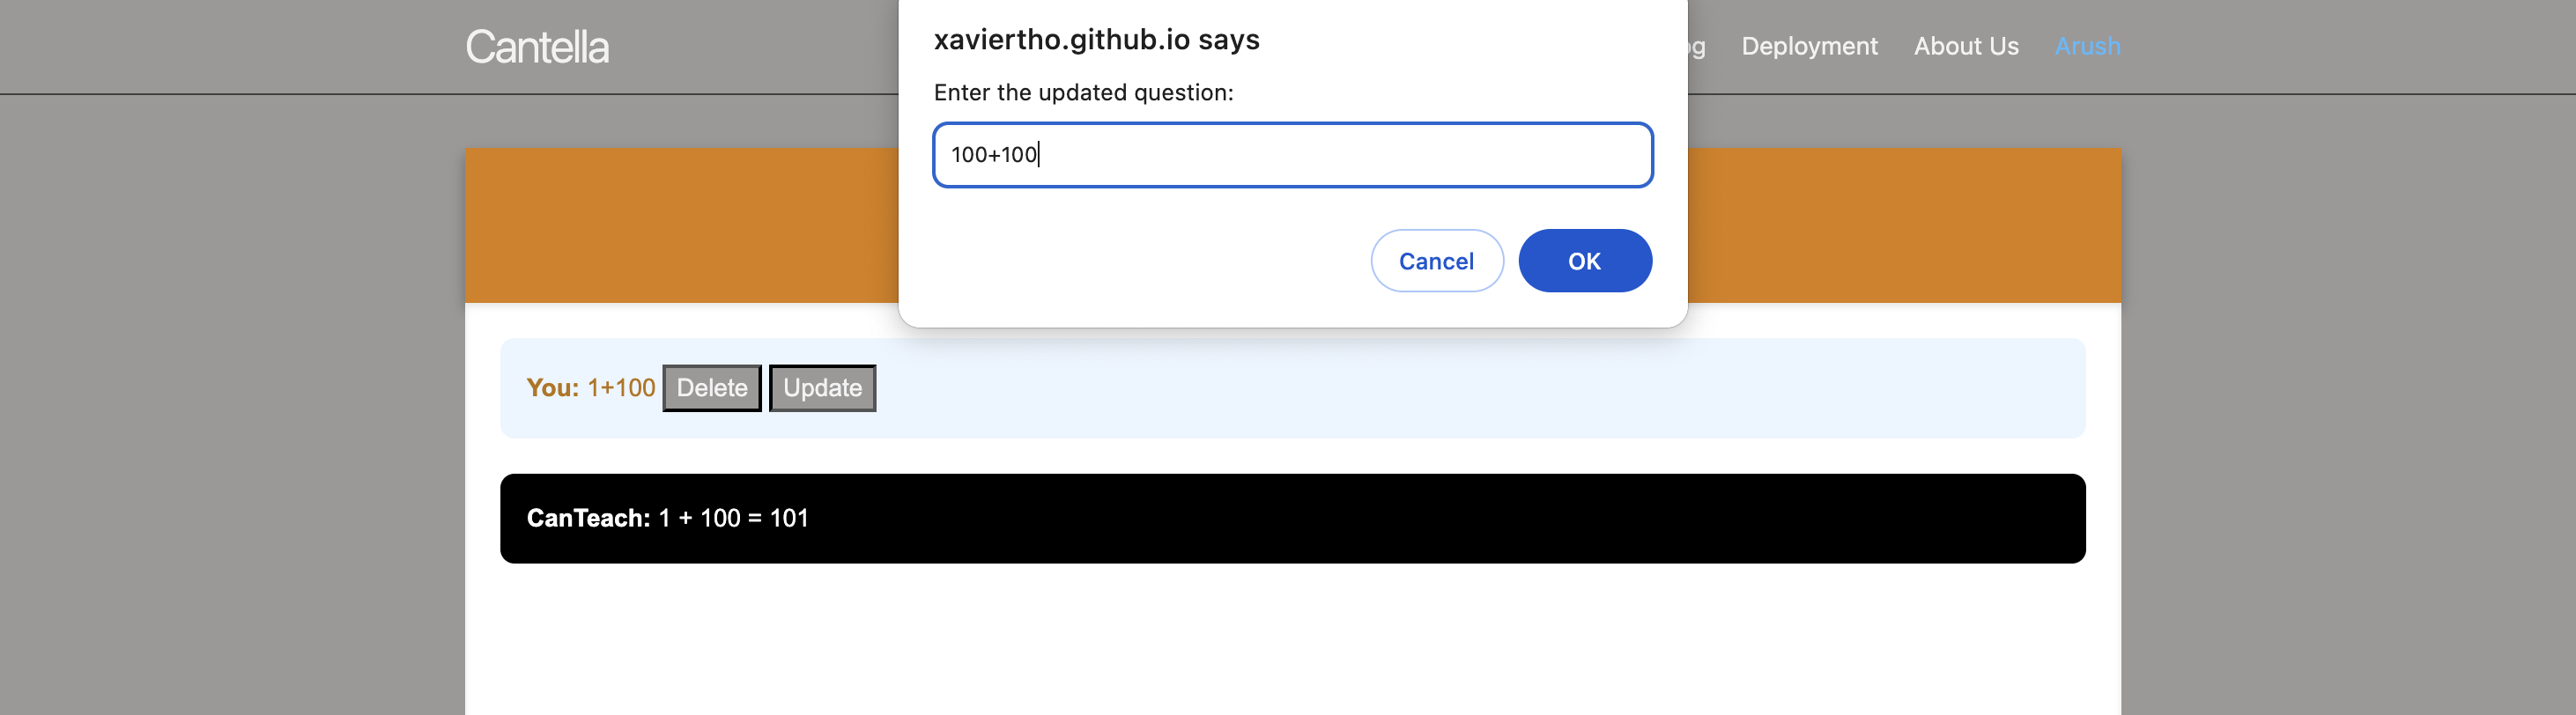 Cantella
Deployment About Us Arush
xaviertho.github.io says
Enter the updated question:
100+100
Cancel OK
You: 1+100 Delete Update
CanTeach: 1 + 100 = 101